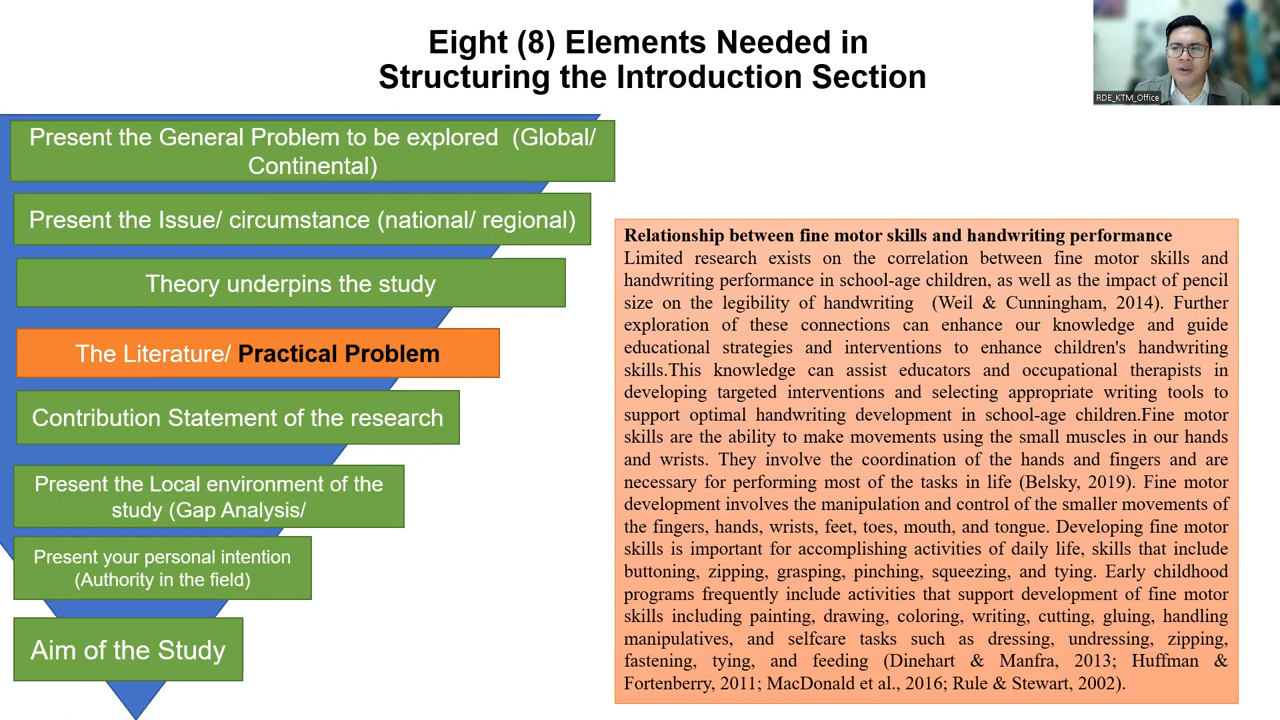 Eight (8) Elements Needed in
Structuring the Introduction Section
RDE_KTM_Office
Present the General Problem to be explored (Global/
Continental)
Present the Issue/ circumstance (national/ regional)
Theory underpins the study
The Literature/ Practical Problem
Contribution Statement of the research
Present the Local environment of the
study (Gap Analysis/
Present your personal intention
(Authority in the field)
Aim of the Study
Relationship between fine motor skills and handwriting performance
Limited research exists on the correlation between fine motor skills and
handwriting performance in school-age children, as well as the impact of pencil
size on the legibility of handwriting (Weil & Cunningham, 2014). Further
exploration of these connections can enhance our knowledge and guide
educational strategies and interventions to enhance children's handwriting
skills.This knowledge can assist educators and occupational therapists in
developing targeted interventions and selecting appropriate writing tools to
support optimal handwriting development in school-age children.Fine motor
skills are the ability to make movements using the small muscles in our hands
and wrists. They involve the coordination of the hands and fingers and are
necessary for performing most of the tasks in life (Belsky, 2019). Fine motor
development involves the manipulation and control of the smaller movements of
the fingers, hands, wrists, feet, toes, mouth, and tongue. Developing fine motor
skills is important for accomplishing activities of daily life, skills that include
buttoning, zipping, grasping, pinching, squeezing, and tying. Early childhood
programs frequently include activities that support development of fine motor
skills including painting, drawing, coloring, writing, cutting, gluing, handling
manipulatives, and selfcare tasks such as dressing, undressing, zipping,
fastening, tying, and feeding (Dinehart & Manfra, 2013; Huffman &
Fortenberry, 2011; MacDonald et al., 2016; Rule & Stewart, 2002).